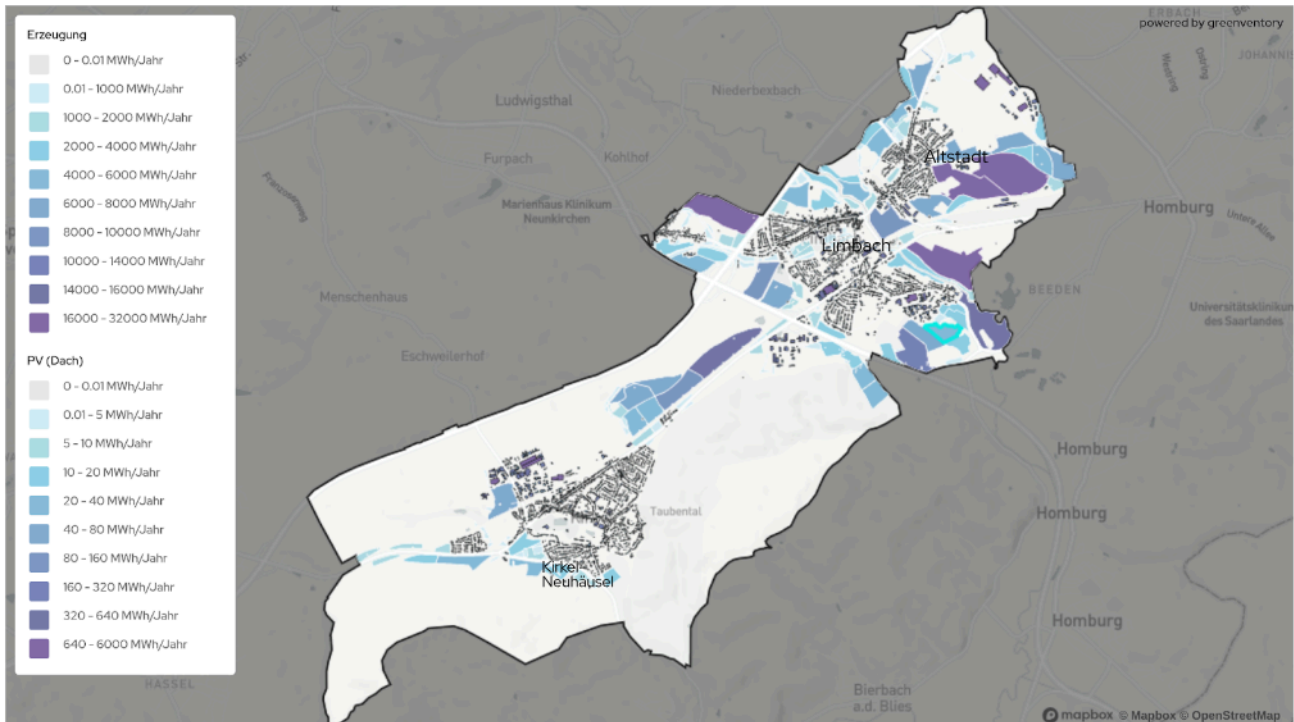 Erzeugung
0 - 0.01 MWh/Jahr
0.01 - 1000 MWh/Jahr
1000 - 2000 MWh/Jahr
2000 - 4000 MWh/Jahr
4000 - 6000 MWh/Jahr
6000 - 8000 MWh/Jahr
8000 - 10000 MWh/Jahr
10000 - 14000 MWh/Jahr
14000 - 16000 MWh/Jahr
16000 - 32000 MWh/Jahr
PV (Dach)
0 - 0.01 MWh/Jahr
0.01 - 5 MWh/Jahr
5 - 10 MWh/Jahr
10 - 20 MWh/Jahr
20 - 40 MWh/Jahr
40 - 80 MWh/Jahr
80 - 160 MWh/Jahr
160 - 320 MWh/Jahr
320 - 640 MWh/Jahr
640 - 6000 MWh/Jahr
ERBACH
powered by greenventory
Westring
Ostring
JOHANNIS
Ludwigsthal
Niederbexbach
Furpach
Kohlhof
Altstadt
Marienhaus Klinikum
Neunkirchen
Homburg
Untere Allee
Limbach
BEEDEN
Menschenhaus
Universitätsklinikum
des Saarlandes
Eschweilerhof
Homburg
Taubental
Homburg
Kirkel-
Neuhäusel
Homburg
HASSEL
Bierbach
a.d. Blies
mapbox © Mapbox © OpenStreetMap